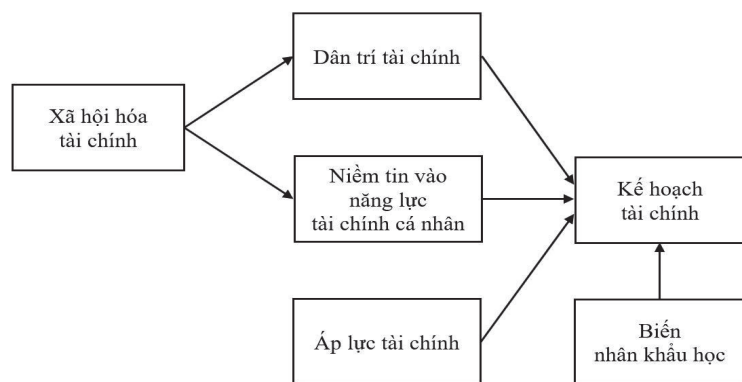 Dân trí tài chính
Xã hội hóa
tài chính
Niềm tin vào
năng lực
tài chính cá nhân
Kế hoạch
tài chính
Áp lực tài chính
Biến
nhân khẩu học